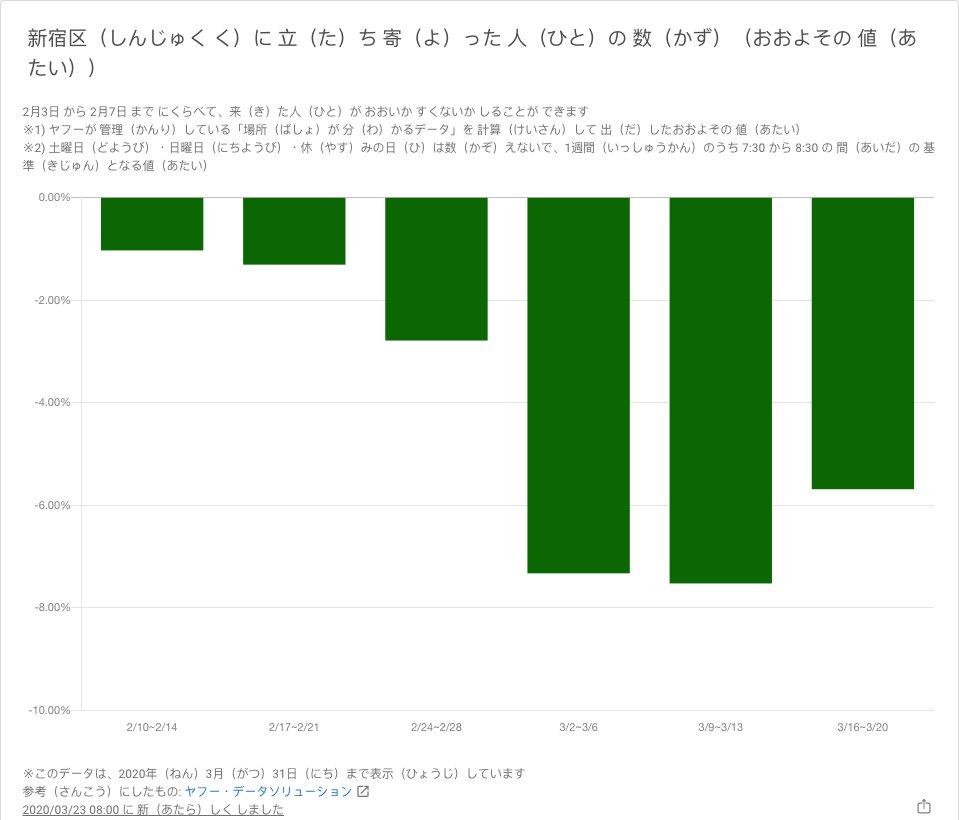 新宿区（しんじゅく く）に 立（た）ち 寄（よ）った 人（ひと）の 数（かず）（おおよその 値（あ
たい））
2月3日 から 2月7日 まで にくらべて、来（き）た人（ひと）が おおいか すくないか しることが できます
※1) ヤフーが 管理（かんり）している「場所（ばしょ）が 分（わ）かるデータ」を 計算（けいさん）して 出（だ）したおおよその 値（あたい）
※2) 土曜日（どようび）・日曜日（にちようび）・休（やす）みの日（ひ）は数（かぞ）えないで、1週間（いっしゅうかん）のうち 7:30 から 8:30 の 間（あいだ）の 基
準（きじゅん）となる値（あたい）
0.00%
-2.00%
-4.00%
-6.00%
-8.00%
-10.00%
2/10~2/14 2/17~2/21 2/24~2/28 3/2~3/6 3/9~3/13 3/16~3/20
※このデータは、2020年（ねん）3月（がつ）31日（にち）まで表示（ひょうじ）しています
参考（さんこう）にしたもの: ヤフー・データソリューション
2020/03/23 08:00 に 新（あたら）しく しました